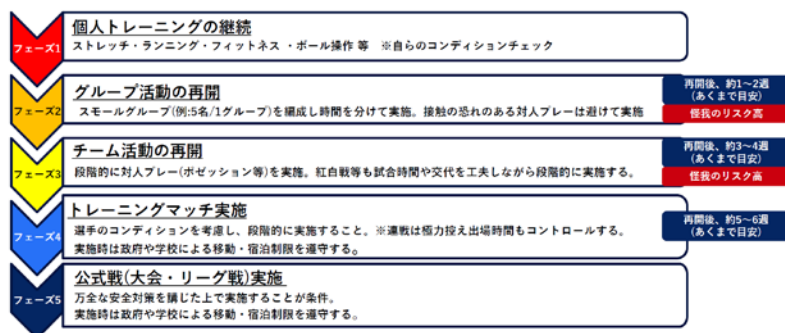 フェーズ1
個人トレーニングの継続
ストレッチ・ランニング・フィットネス ・ボール操作 等　※自らのコンディションチェック
フェーズ2
グループ活動の再開
スモールグループ(例:5名/1グループ)を編成し時間を分けて実施。接触の恐れのある対人プレーは避けて実施
再開後、約1~2週
(あくまで目安)
怪我のリスク高
フェーズ3
チーム活動の再開
段階的に対人プレー(ポゼッション等)を実施。紅白戦等も試合時間や交代を工夫しながら段階的に実施する。
再開後、約3~4週
(あくまで目安)
怪我のリスク高
フェーズ4
トレーニングマッチ実施
選手のコンディションを考慮し、段階的に実施すること。※連戦は極力控え出場時間もコントロールする。
実施時は政府や学校による移動・宿泊制限を遵守する。
再開後、約5~6週
(あくまで目安)
フェーズ5
公式戦(大会・リーグ戦)実施
万全な安全対策を講じた上で実施することが条件。
実施時は政府や学校による移動・宿泊制限を遵守する。